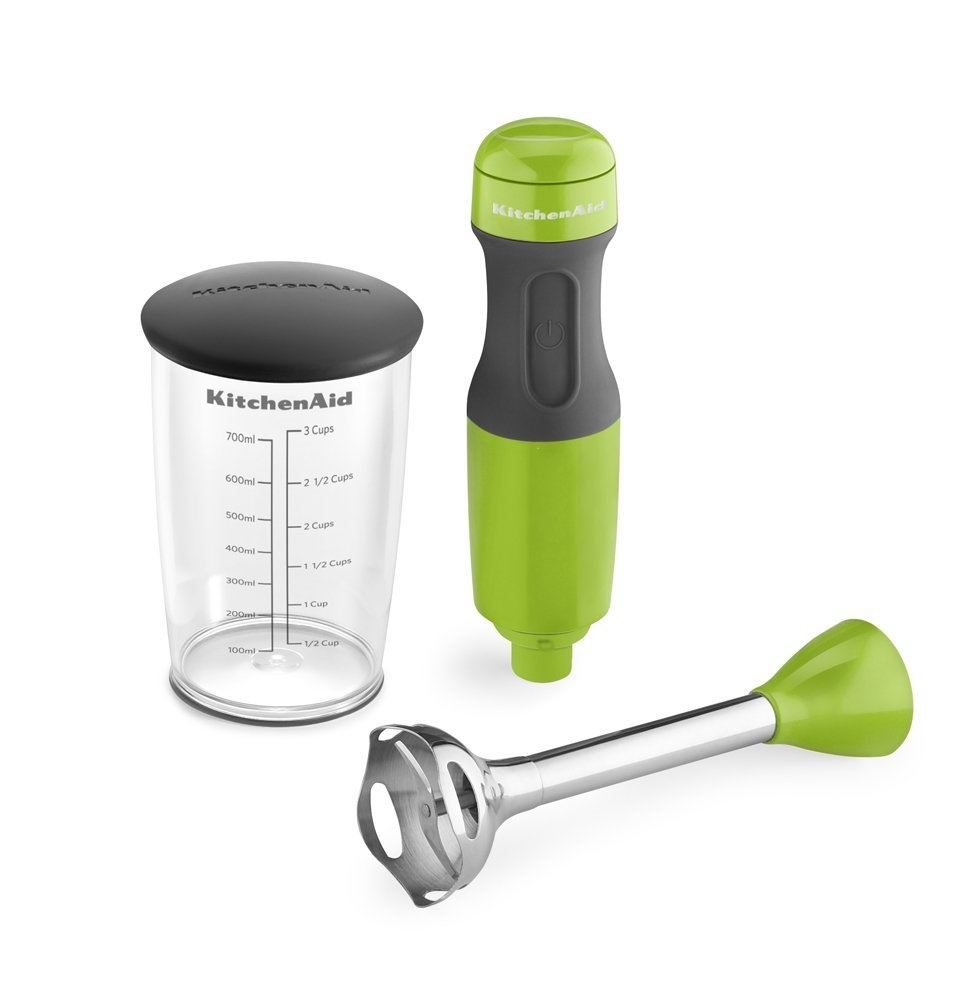 KitchenAid
KitchenAid
KitchenAid
700ml
3 Cups
600ml
2 1/2 Cups
500ml
2 Cups
400ml
1 1/2 Cups
300ml
1 Cup
200ml
1/2 Cup
100ml